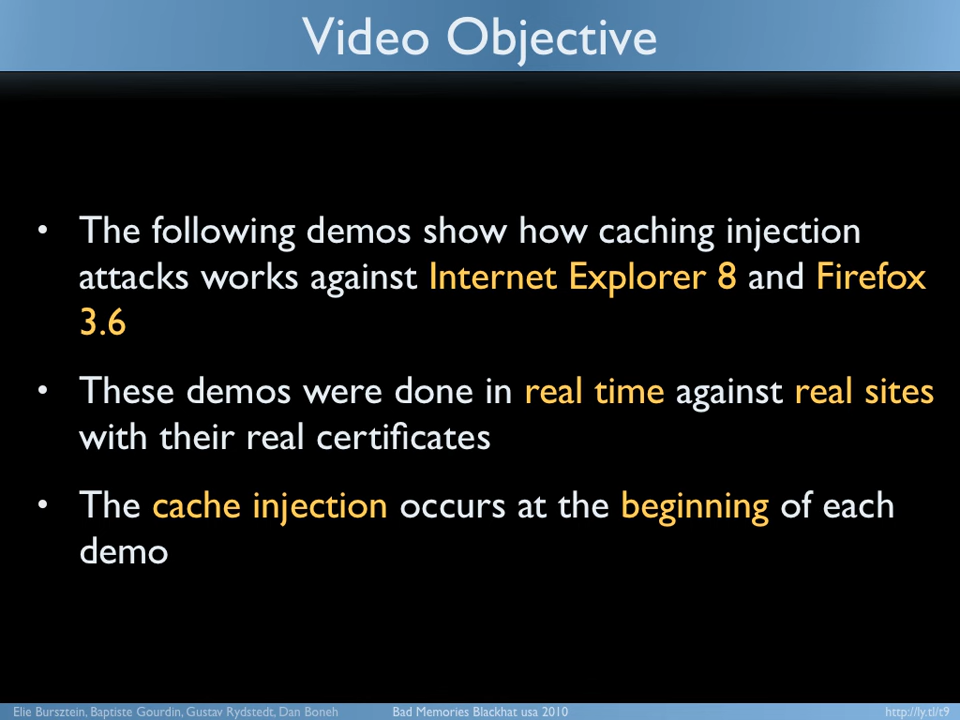 Video Objective
• The following demos show how caching injection
attacks works against Internet Explorer 8 and Firefox
3.6
• These demos were done in real time against real sites
with their real certificates
• The cache injection occurs at the beginning of each
demo
Elie Bursztein, Baptiste Gourdin, Gustav Rydstedt, Dan Boneh Bad Memories Blackhat usa 2010 http://ly.tl/t9